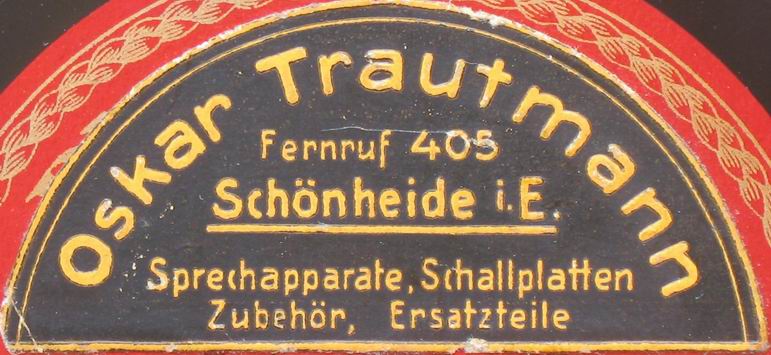 Oskar Trautmann
Fernruf 405
Schönheide i.E.
Sprechapparate, Schallplatten
Zubehör, Ersatzteile